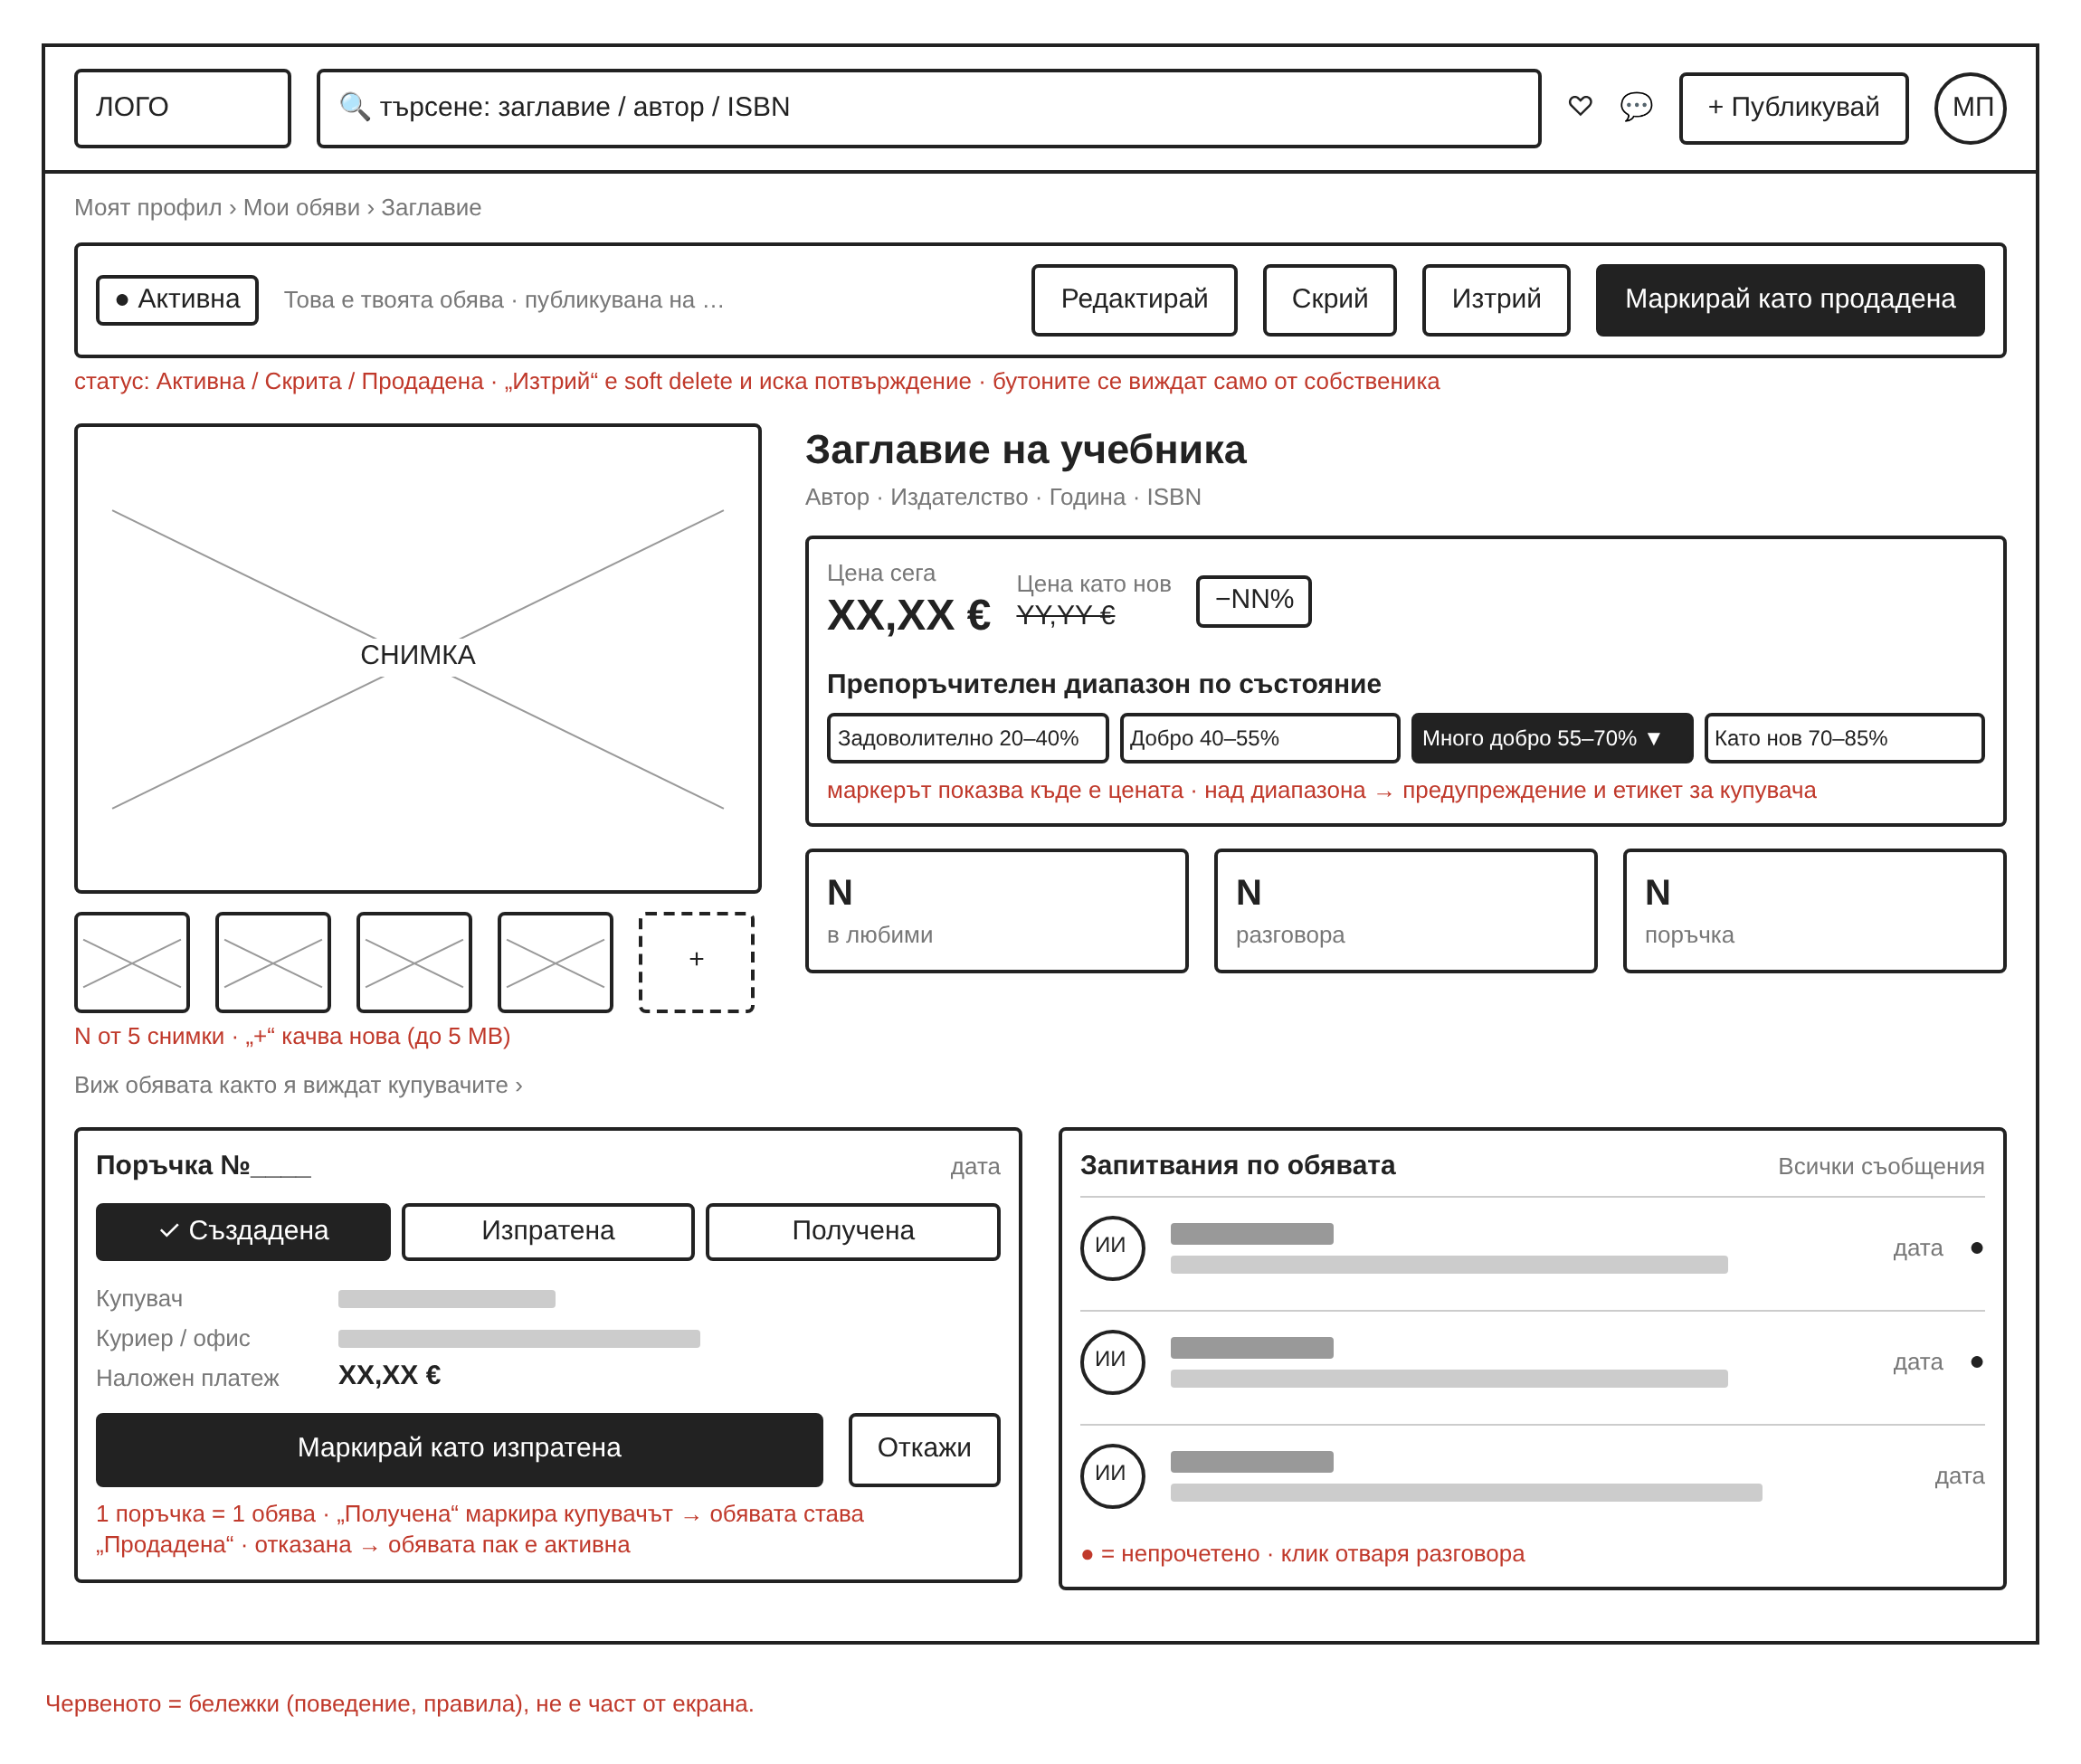 ЛОГО
🔍 търсене: заглавие / автор / ISBN
♡ 💬 + Публикувай МП
Моят профил › Мои обяви › Заглавие
● Активна
Това е твоята обява · публикувана на …
Редактирай
Скрий
Изтрий
Маркирай като продадена
статус: Активна / Скрита / Продадена · „Изтрий“ е soft delete и иска потвърждение · бутоните се виждат само от собственика
СНИМКА
+
N от 5 снимки · „+“ качва нова (до 5 MB)
Виж обявата както я виждат купувачите ›
Заглавие на учебника
Автор · Издателство · Година · ISBN
Цена сега
XX,XX €
Цена като нов
YY,YY €
−NN%
Препоръчителен диапазон по състояние
Задоволително 20–40%
Добро 40–55%
Много добро 55–70% ▼
Като нов 70–85%
маркерът показва къде е цената · над диапазона → предупреждение и етикет за купувача
N
в любими
N
разговора
N
поръчка
Поръчка №____
дата
✓ Създадена
Изпратена
Получена
Купувач
Куриер / офис
Наложен платеж XX,XX €
Маркирай като изпратена
Откажи
1 поръчка = 1 обява · „Получена“ маркира купувачът → обявата става
„Продадена“ · отказана → обявата пак е активна
Запитвания по обявата
Всички съобщения
ИИ
дата ●
ИИ
дата ●
ИИ
дата
● = непрочетено · клик отваря разговора
Червеното = бележки (поведение, правила), не е част от екрана.